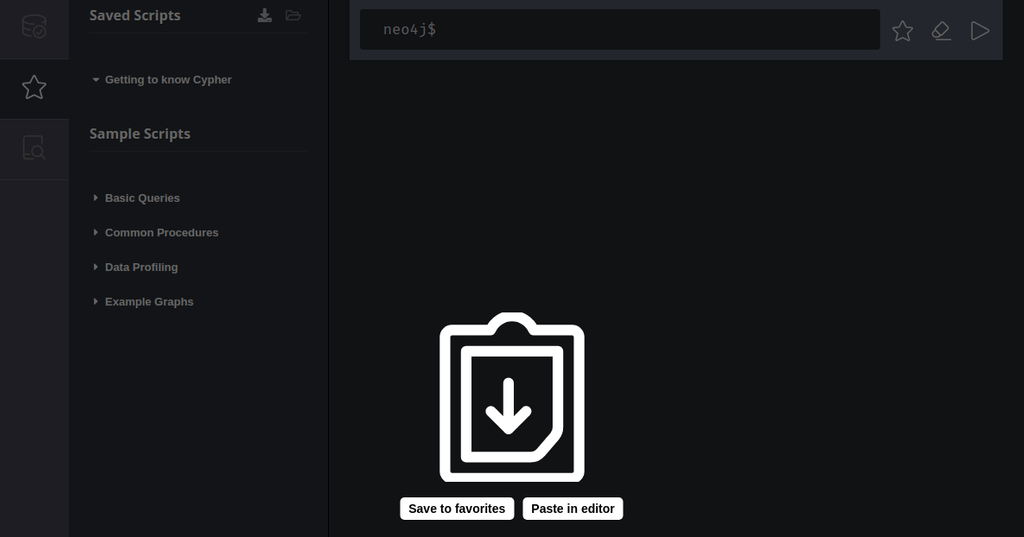 Saved Scripts
Getting to know Cypher
Sample Scripts
Basic Queries
Common Procedures
Data Profiling
Example Graphs
neo4j$
Save to favorites
Paste in editor